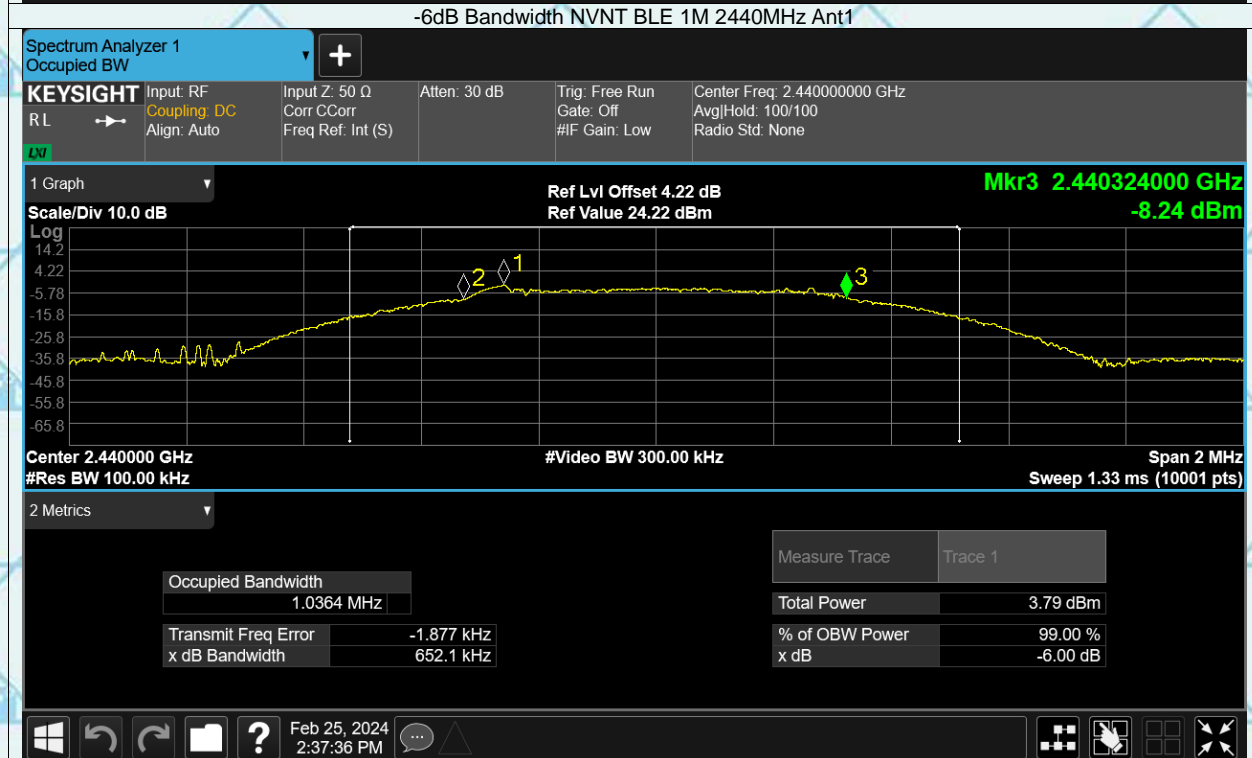 -6dB Bandwidth NVNT BLE 1M 2440MHz Ant1
Spectrum Analyzer 1
Occupied BW
KEYSIGHT
R L
LXI
Input: RF
Coupling: DC
Align: Auto
Input Z: 50 Ω
Corr CCorr
Freq Ref: Int (S)
Atten: 30 dB
Trig: Free Run
Gate: Off
#IF Gain: Low
Center Freq: 2.440000000 GHz
Avg|Hold: 100/100
Radio Std: None
1 Graph
Scale/Div 10.0 dB
Ref Lvl Offset 4.22 dB
Ref Value 24.22 dBm
Mkr3 2.440324000 GHz
-8.24 dBm
Log
14.2
4.22
-5.78
-15.8
-25.8
-35.8
-45.8
-55.8
-65.8
2
1
3
Center 2.440000 GHz
#Res BW 100.00 kHz
#Video BW 300.00 kHz
Span 2 MHz
Sweep 1.33 ms (10001 pts)
2 Metrics
Occupied Bandwidth
1.0364 MHz
Transmit Freq Error -1.877 kHz
x dB Bandwidth 652.1 kHz
Measure Trace Trace 1
Total Power 3.79 dBm
% of OBW Power 99.00 %
x dB -6.00 dB
Feb 25, 2024
2:37:36 PM